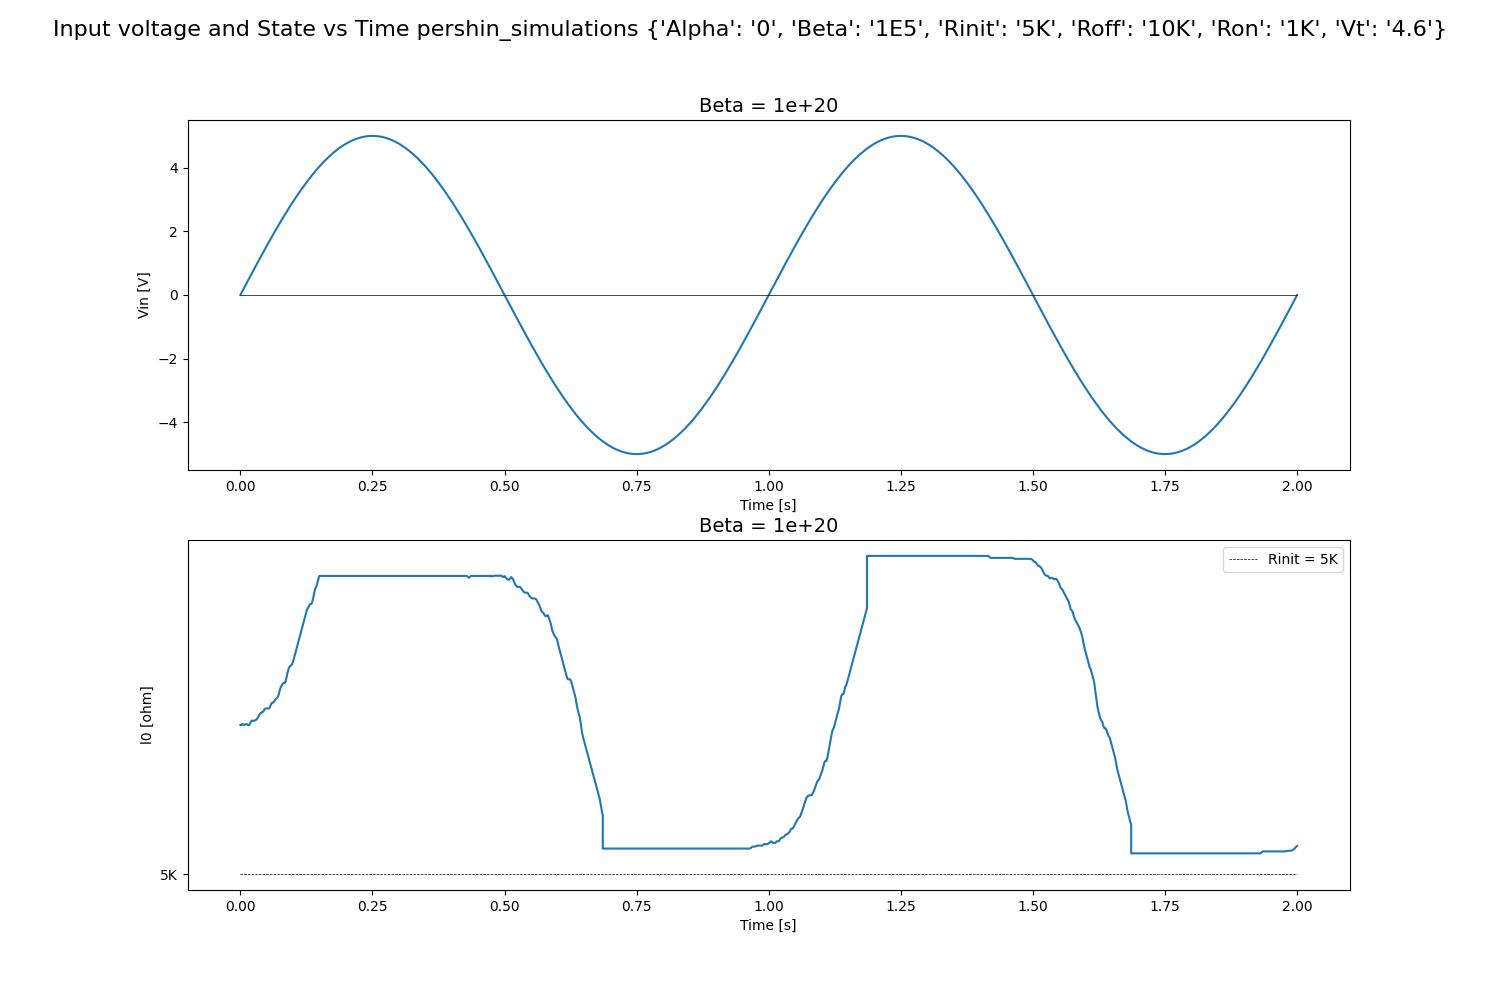 Input voltage and State vs Time pershin_simulations {'Alpha': '0', 'Beta': '1E5', 'Rinit': '5K', 'Roff': '10K', 'Ron': '1K', 'Vt': '4.6'}
Beta = 1e+20
4
2
0
−2
−4
Vin [V]
0.00 0.25 0.50 0.75 1.00 1.25 1.50 1.75 2.00
Time [s]
Beta = 1e+20
Rinit = 5K
l0 [ohm]
5K
0.00 0.25 0.50 0.75 1.00 1.25 1.50 1.75 2.00
Time [s]